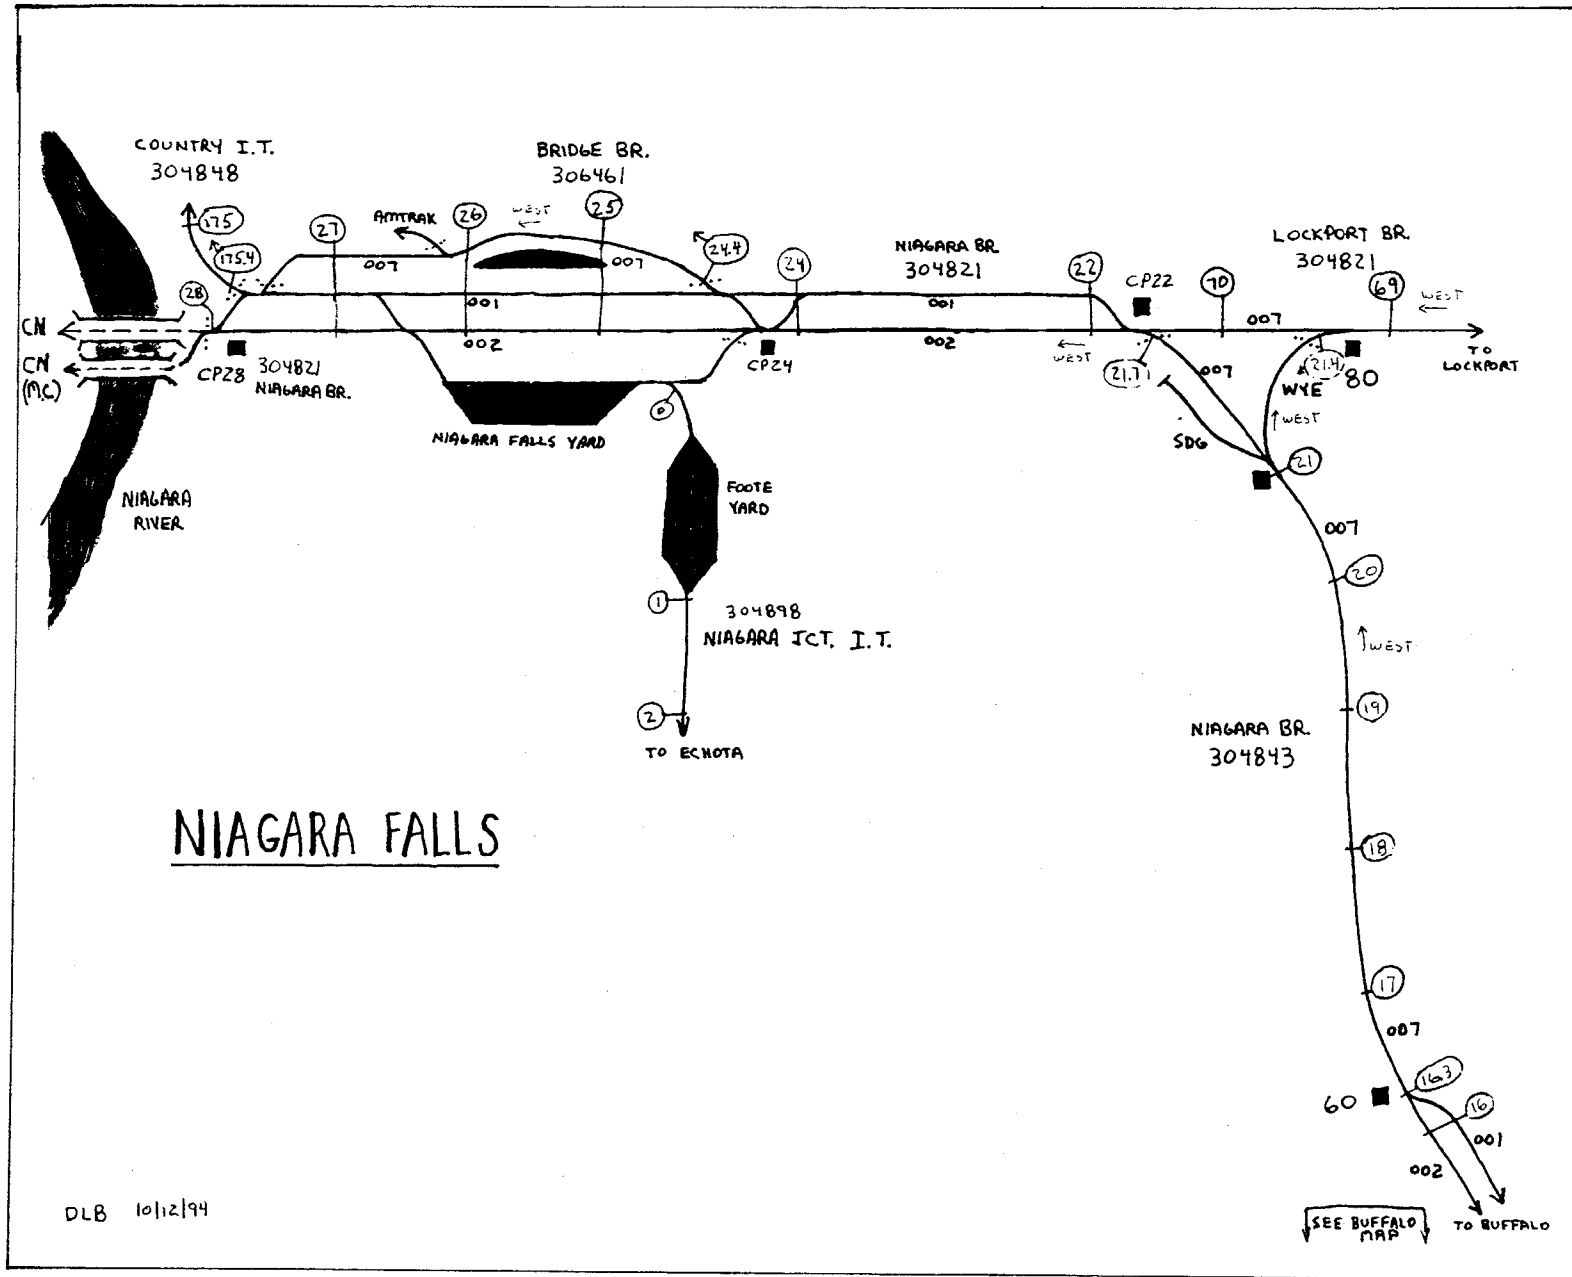 COUNTRY I.T.
304848
BRIDGE BR.
306461
175
175.4
27
AMTRAK
26
WEST
25
007
007
24.4
24
NIAGARA BR.
304821
22
CP22
70
LOCKPORT BR.
304821
69
WEST
28
001
001
007
CN
CN
(M.C.)
002
002
WEST
TO
LOCKPORT
CP28
304821
NIAGARA BR.
CP24
21.71
007
21.4
WYE
80
WEST
0
NIAGARA FALLS YARD
SDG
21
NIAGARA
RIVER
FOOTE
YARD
007
20
1
304898
NIAGARA JCT. I.T.
WEST
2
19
TO ECHOTA
NIAGARA BR.
304843
NIAGARA FALLS
18
17
007
16.3
60
16
001
002
DLB 10/12/94
SEE BUFFALO
MAP
TO BUFFALO